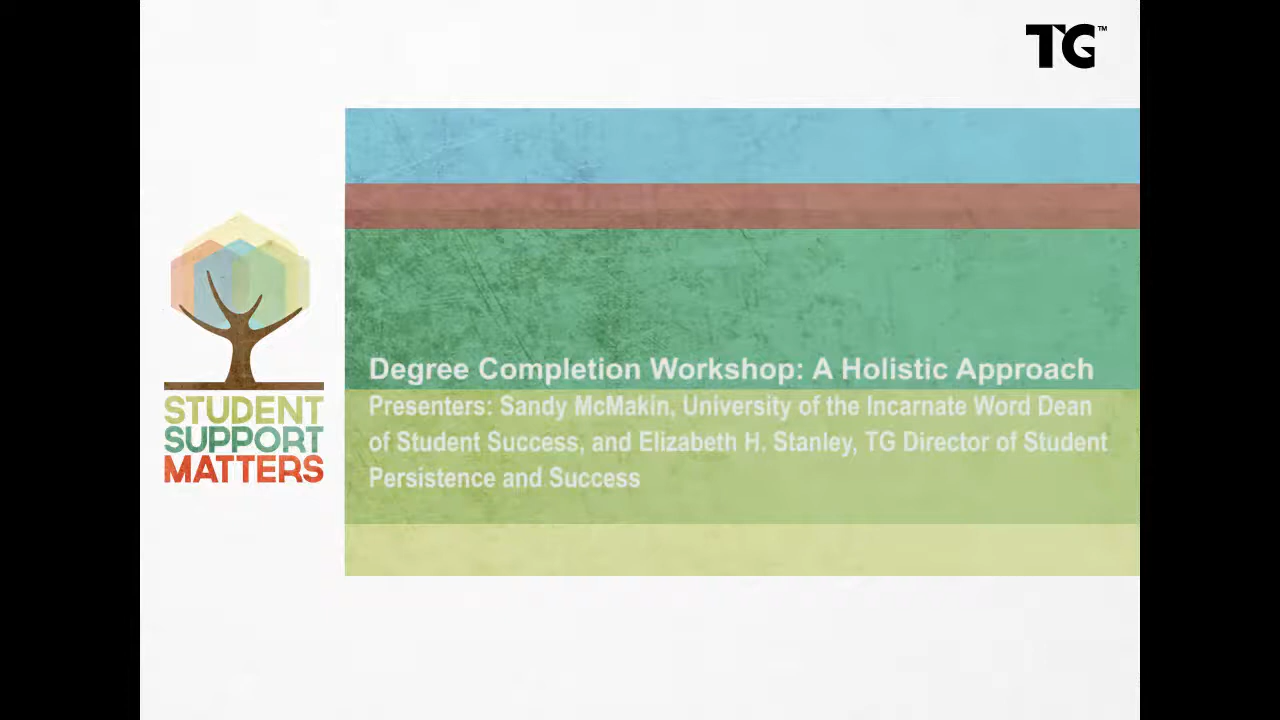 TG™
Degree Completion Workshop: A Holistic Approach
Presenters: Sandy McMakin, University of the Incarnate Word Dean
of Student Success, and Elizabeth H. Stanley, TG Director of Student
Persistence and Success
STUDENT
SUPPORT
MATTERS